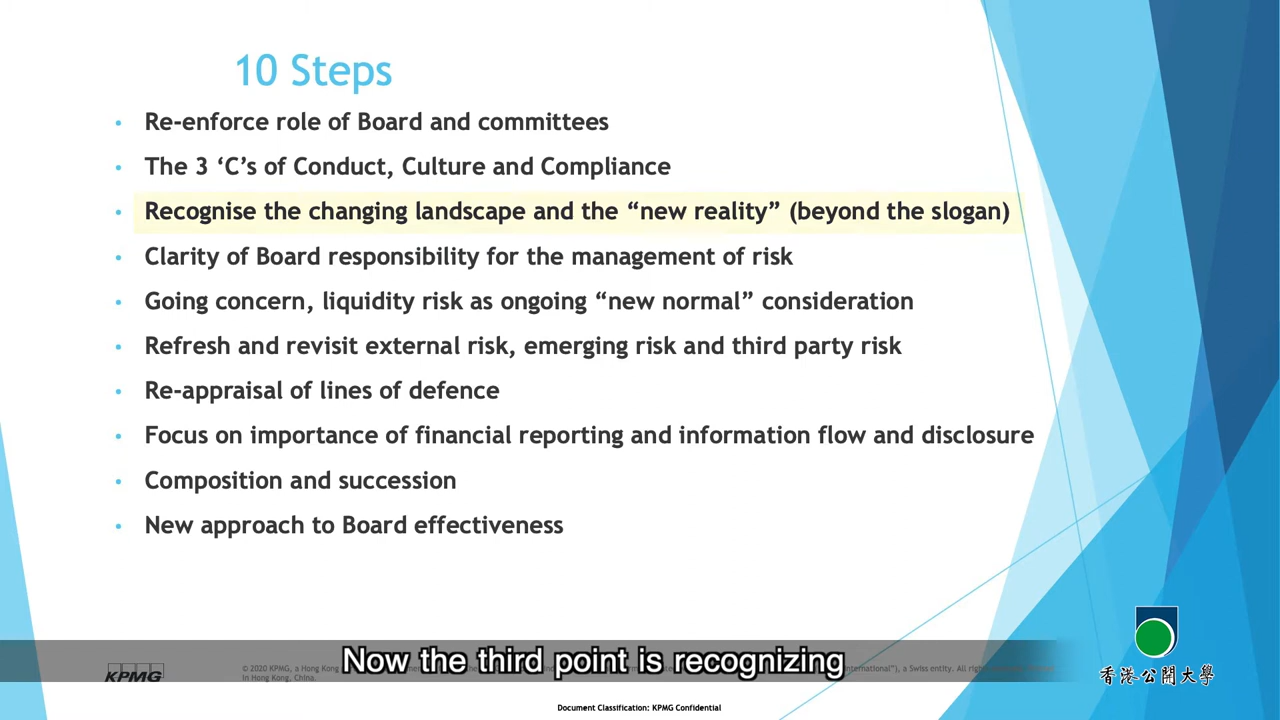 10 Steps
• Re-enforce role of Board and committees
• The 3 ‘C’s of Conduct, Culture and Compliance
• Recognise the changing landscape and the “new reality” (beyond the slogan)
• Clarity of Board responsibility for the management of risk
• Going concern, liquidity risk as ongoing “new normal” consideration
• Refresh and revisit external risk, emerging risk and third party risk
• Re-appraisal of lines of defence
• Focus on importance of financial reporting and information flow and disclosure
• Composition and succession
• New approach to Board effectiveness
Now the third point is recognizing
KPMG
© 2020 KPMG, a Hong Kong
International”), a Swiss entity. All
in Hong Kong, China.
香港公開大學
Document Classification: KPMG Confidential